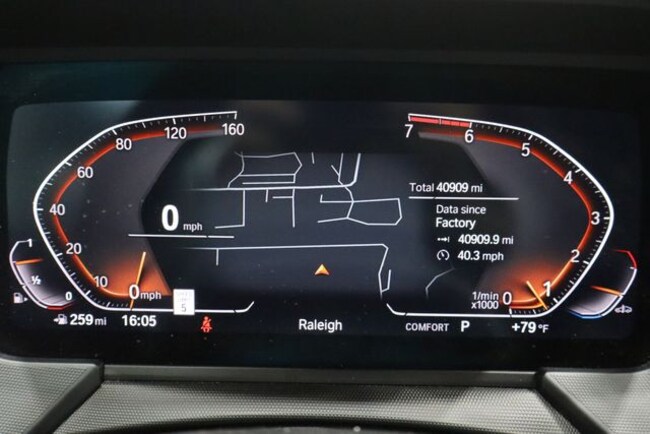 160
120
80
60
40
20
10
0 mph
0 mph
1
½
0
259 mi
16:05
5
Raleigh
7
6
5
4
3
2
1
0
1/min
x1000
Total 40909 mi
Data since
Factory
40909.9 mi
40.3 mph
COMFORT P +79 °F